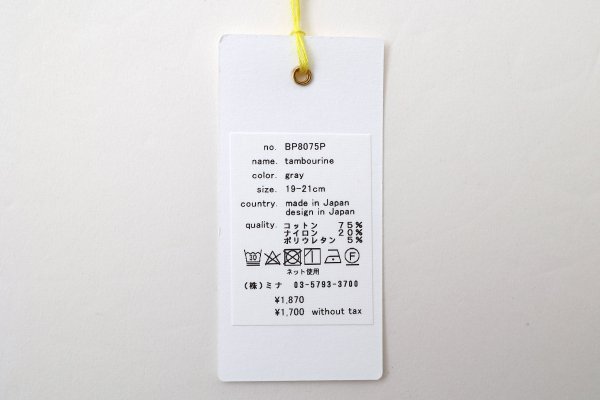 no. BP8075P
name. tambourine
color. gray
size. 19-21cm
country. made in Japan
design in Japan
quality. コットン 75%
ナイロン 20%
ポリウレタン 5%
30 F
ネット使用
(株)ミナ 03-5793-3700
¥1,870
¥1,700 without tax